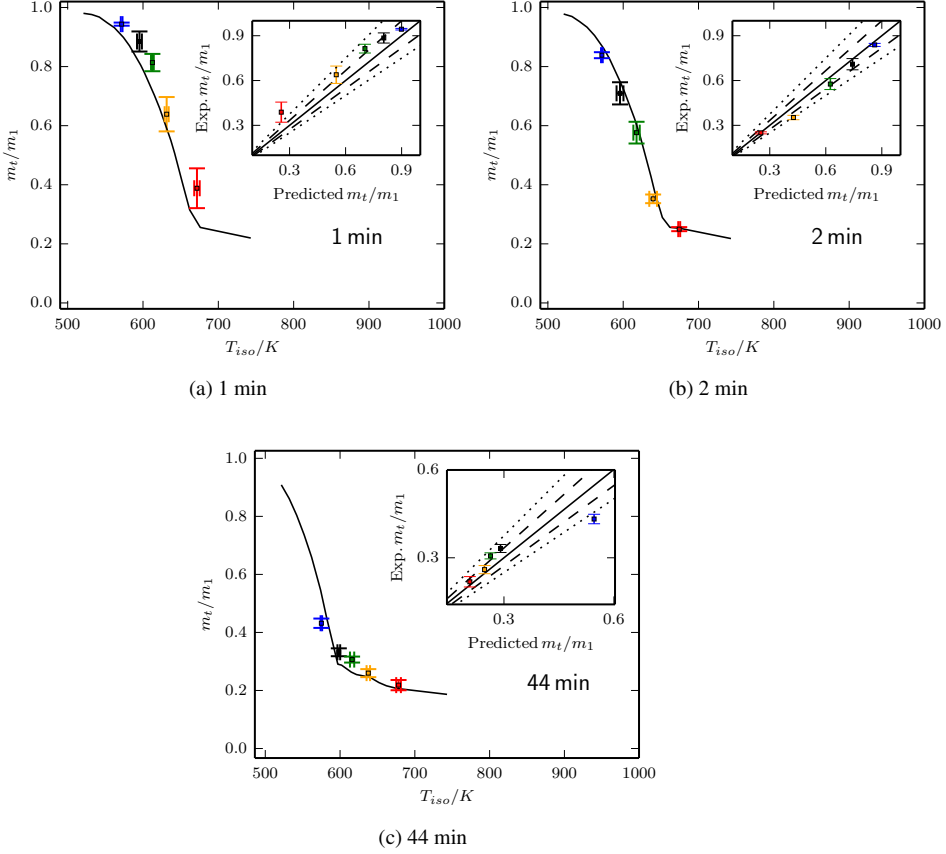 1.0
0.8
0.6
0.4
0.2
0.0
m_t/m_1
500 600 700 800 900 1000
T_iso/K
0.9
0.6
0.3
Exp. m_t/m_1
0.3 0.6 0.9
Predicted m_t/m_1
1 min
(a) 1 min
1.0
0.8
0.6
0.4
0.2
0.0
m_t/m_1
500 600 700 800 900 1000
T_iso/K
0.9
0.6
0.3
Exp. m_t/m_1
0.3 0.6 0.9
Predicted m_t/m_1
2 min
(b) 2 min
1.0
0.8
0.6
0.4
0.2
0.0
m_t/m_1
500 600 700 800 900 1000
T_iso/K
0.6
0.3
Exp. m_t/m_1
0.3 0.6
Predicted m_t/m_1
44 min
(c) 44 min